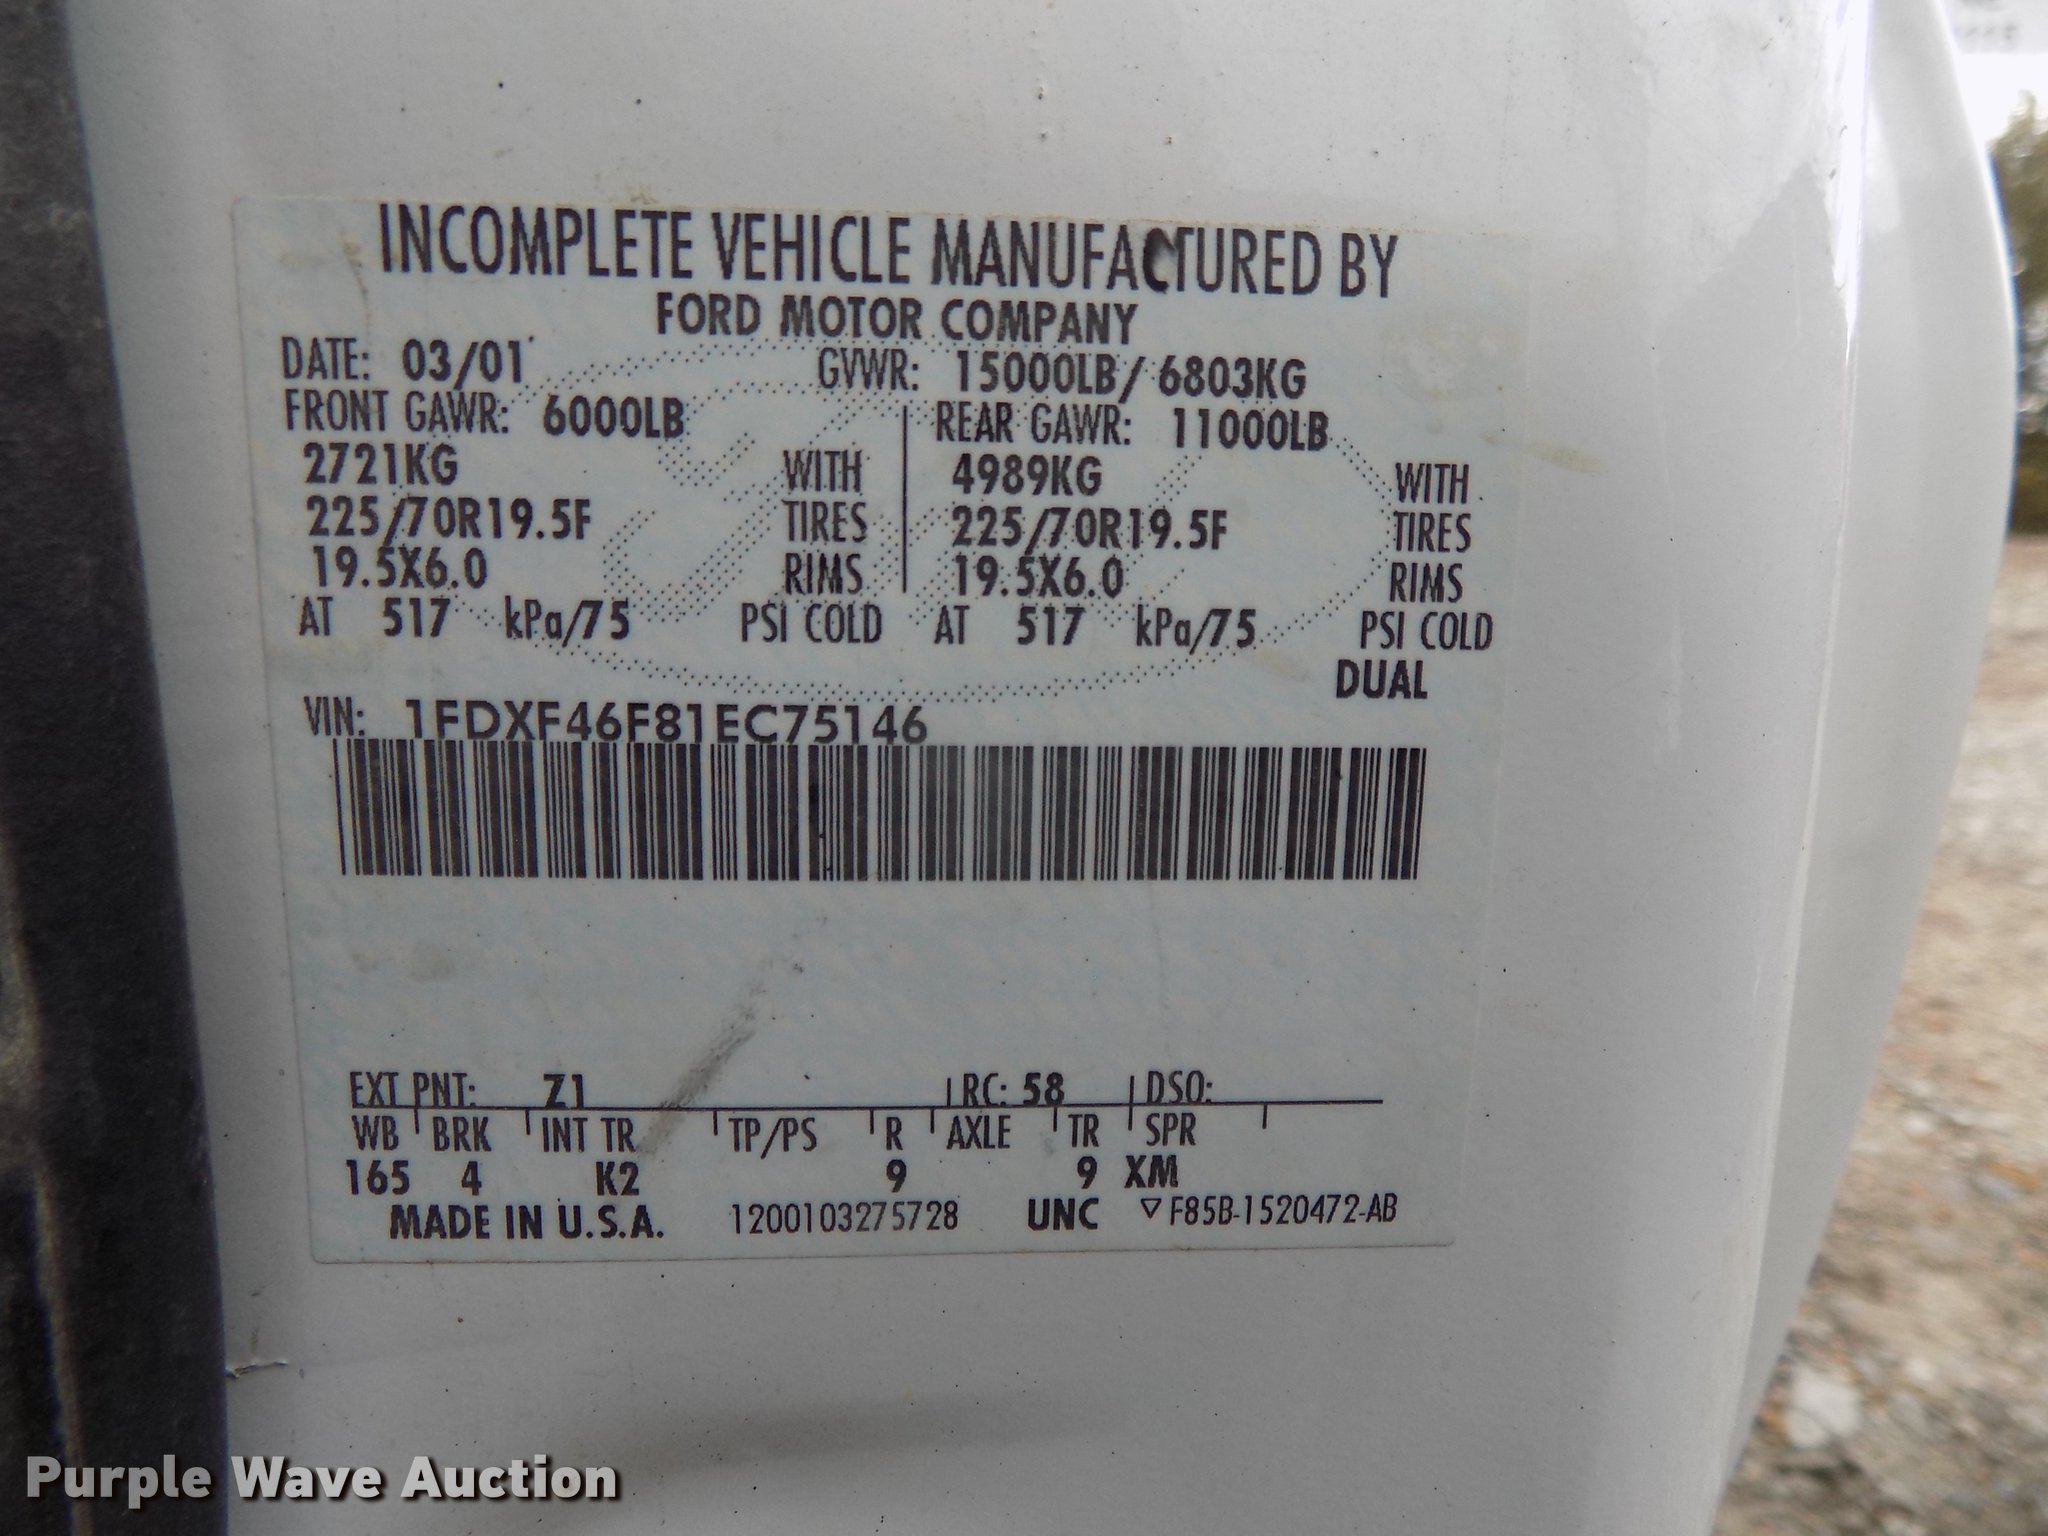 INCOMPLETE VEHICLE MANUFACTURED BY
FORD MOTOR COMPANY
DATE: 03/01 GVWR: 15000LB/ 6803KG
FRONT GAWR: 6000LB REAR GAWR: 11000LB
2721KG WITH 4989KG WITH
225/70R19.5F TIRES 225/70R19.5F TIRES
19.5X6.0 RIMS 19.5X6.0 RIMS
AT 517 kPa/75 PSI COLD AT 517 kPa/75 PSI COLD
DUAL
VIN: 1FDXF46F81EC75146
EXT PNT: Z1 RC: 58 DSO:
WB BRK INT TR TP/PS R AXLE TR SPR
165 4 K2 9 9 XM
MADE IN U.S.A. 1200103275728 UNC ▽ F85B-1520472-AB
Purple Wave Auction